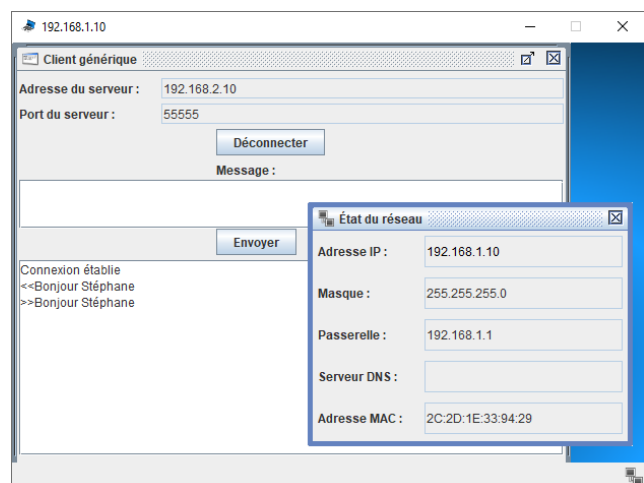 192.168.1.10
Client générique
Adresse du serveur : 192.168.2.10
Port du serveur : 55555
Déconnecter
Message :
Envoyer
Connexion établie
<<Bonjour Stéphane
>>Bonjour Stéphane
État du réseau
Adresse IP : 192.168.1.10
Masque : 255.255.255.0
Passerelle : 192.168.1.1
Serveur DNS :
Adresse MAC : 2C:2D:1E:33:94:29